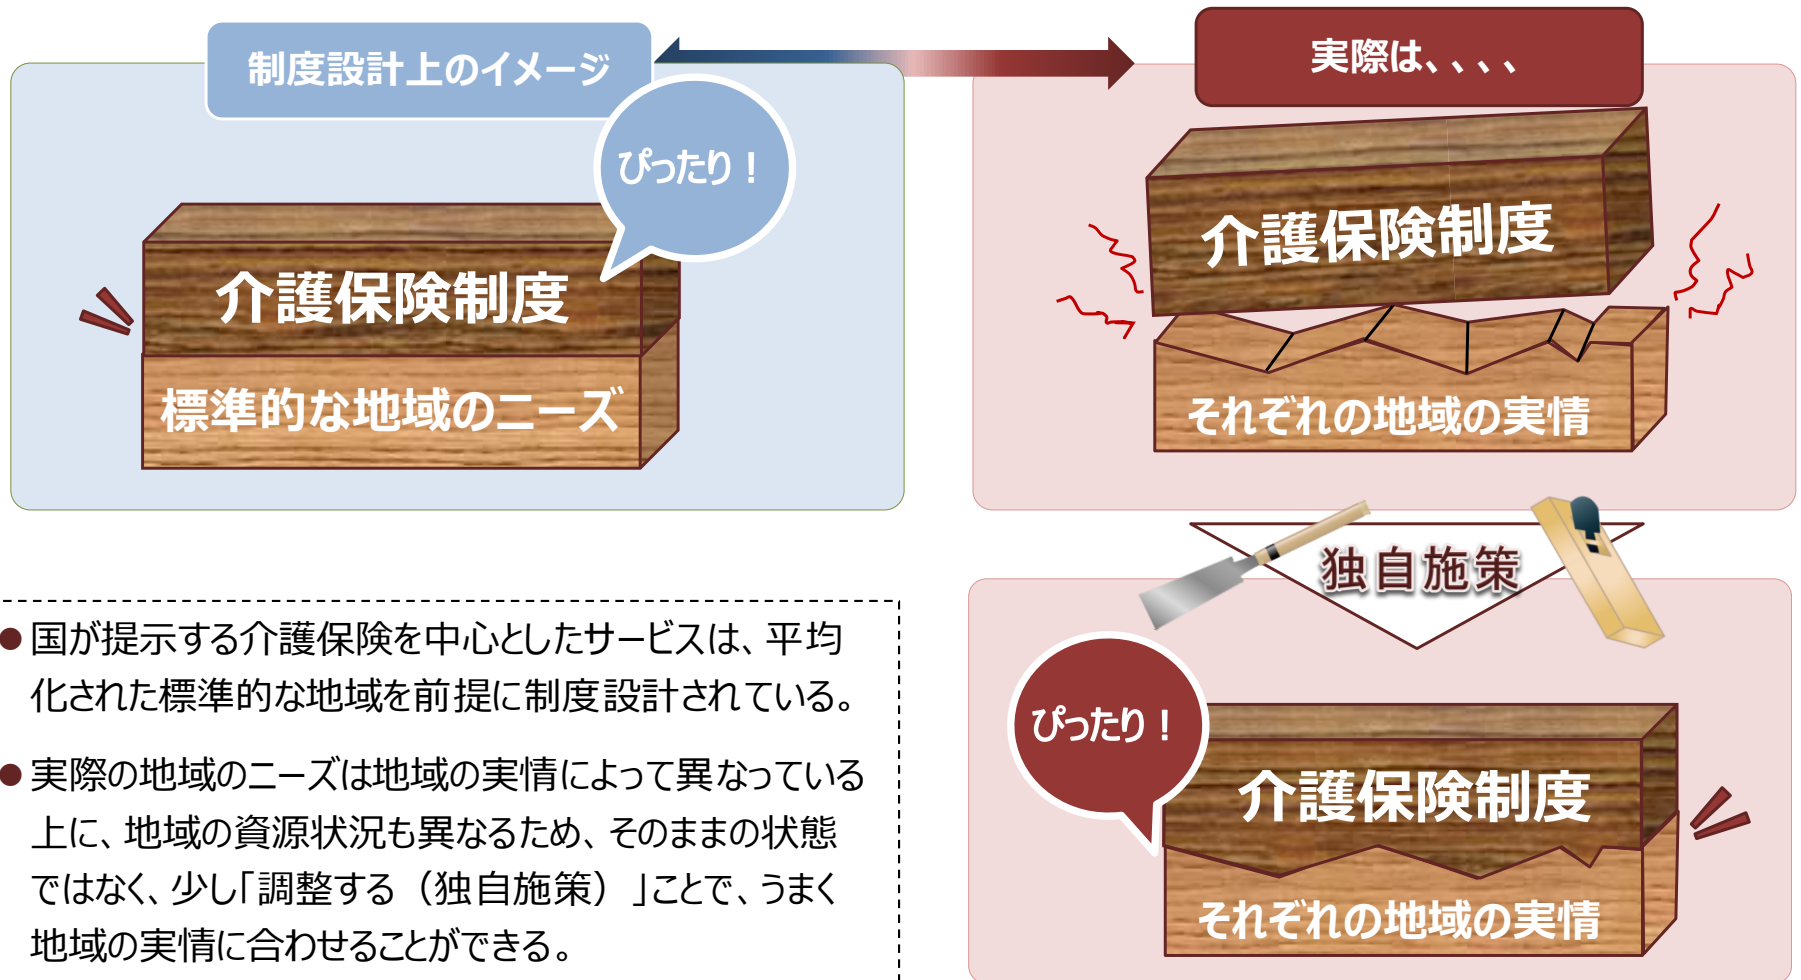 制度設計上のイメージ
ぴったり！
介護保険制度
標準的な地域のニーズ
実際は、、、、
介護保険制度
それぞれの地域の実情
独自施策
ぴったり！
介護保険制度
それぞれの地域の実情
●国が提示する介護保険を中心としたサービスは、平均
化された標準的な地域を前提に制度設計されている。
●実際の地域のニーズは地域の実情によって異なっている
上に、地域の資源状況も異なるため、そのままの状態
ではなく、少し「調整する（独自施策）」ことで、うまく
地域の実情に合わせることができる。